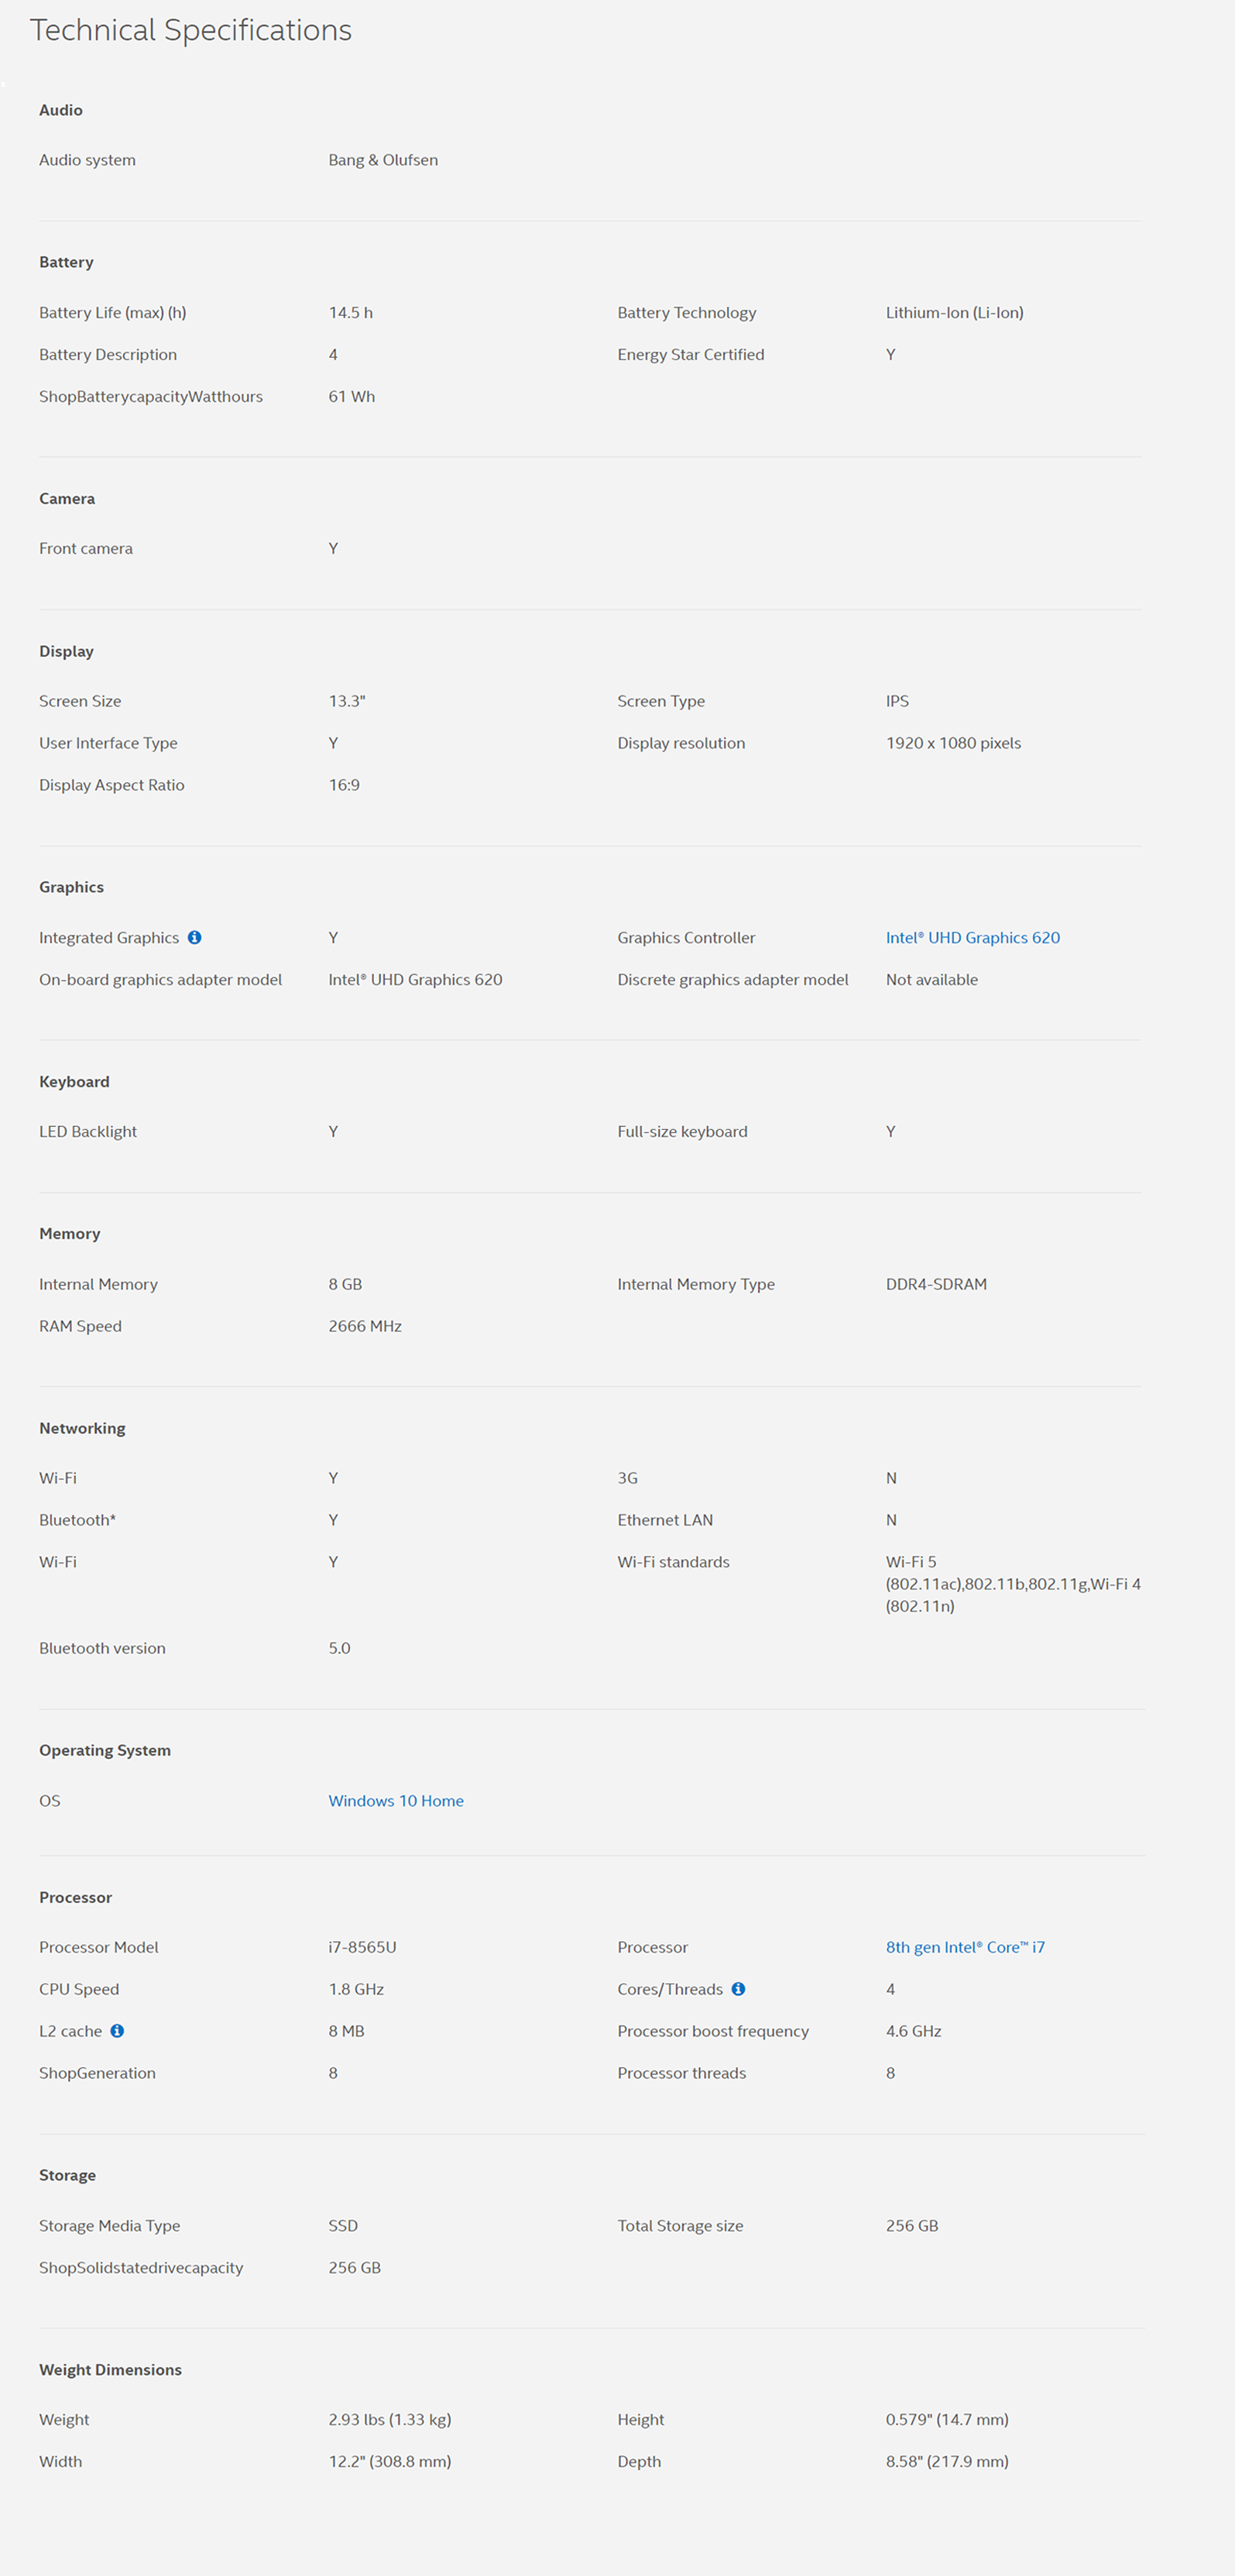 Technical Specifications
Audio
Audio system Bang & Olufsen
Battery
Battery Life (max) (h) 14.5 h Battery Technology Lithium-Ion (Li-Ion)
Battery Description 4 Energy Star Certified Y
ShopBatterycapacityWatthours 61 Wh
Camera
Front camera Y
Display
Screen Size 13.3" Screen Type IPS
User Interface Type Y Display resolution 1920 x 1080 pixels
Display Aspect Ratio 16:9
Graphics
Integrated Graphics Y Graphics Controller Intel® UHD Graphics 620
On-board graphics adapter model Intel® UHD Graphics 620 Discrete graphics adapter model Not available
Keyboard
LED Backlight Y Full-size keyboard Y
Memory
Internal Memory 8 GB Internal Memory Type DDR4-SDRAM
RAM Speed 2666 MHz
Networking
Wi-Fi Y 3G N
Bluetooth* Y Ethernet LAN N
Wi-Fi Y Wi-Fi standards Wi-Fi 5
(802.11ac),802.11b,802.11g,Wi-Fi 4
(802.11n)
Bluetooth version 5.0
Operating System
OS Windows 10 Home
Processor
Processor Model i7-8565U Processor 8th gen Intel® Core™ i7
CPU Speed 1.8 GHz Cores/Threads 4
L2 cache 8 MB Processor boost frequency 4.6 GHz
ShopGeneration 8 Processor threads 8
Storage
Storage Media Type SSD Total Storage size 256 GB
ShopSolidstatedrivecapacity 256 GB
Weight Dimensions
Weight 2.93 lbs (1.33 kg) Height 0.579" (14.7 mm)
Width 12.2" (308.8 mm) Depth 8.58" (217.9 mm)